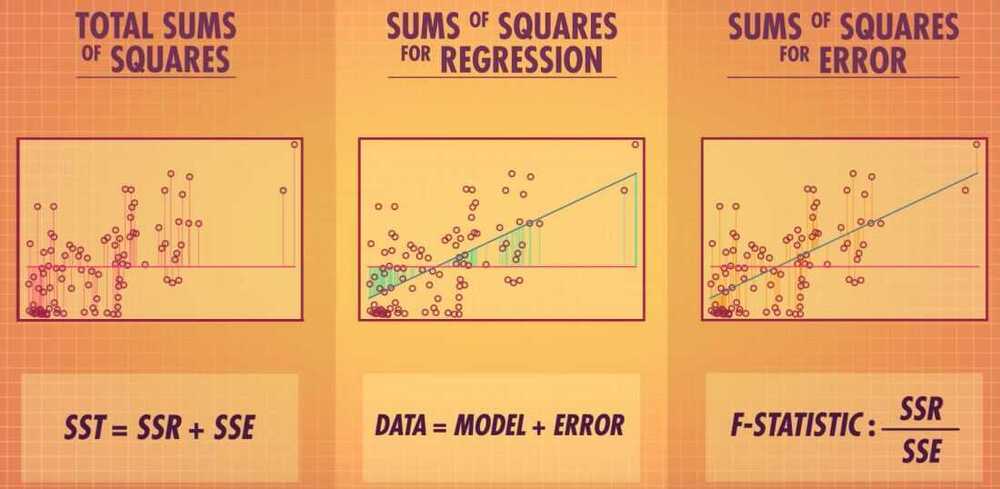 TOTAL SUMS
OF SQUARES
SUMS OF SQUARES
FOR REGRESSION
SUMS OF SQUARES
FOR ERROR
SST = SSR + SSE
DATA = MODEL + ERROR
F-STATISTIC: SSR
SSE